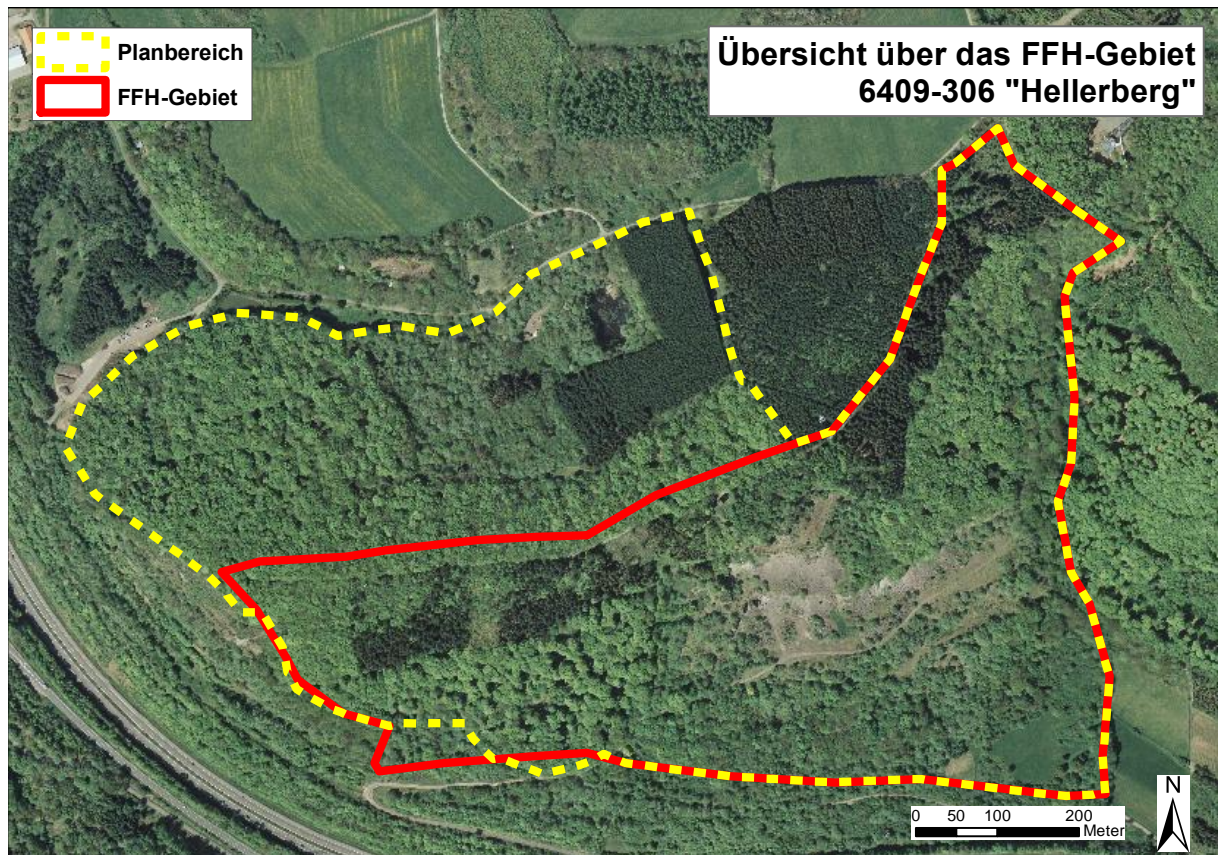 Planbereich
FFH-Gebiet
Übersicht über das FFH-Gebiet
6409-306 "Hellerberg"
N
0 50 100 200
Meter